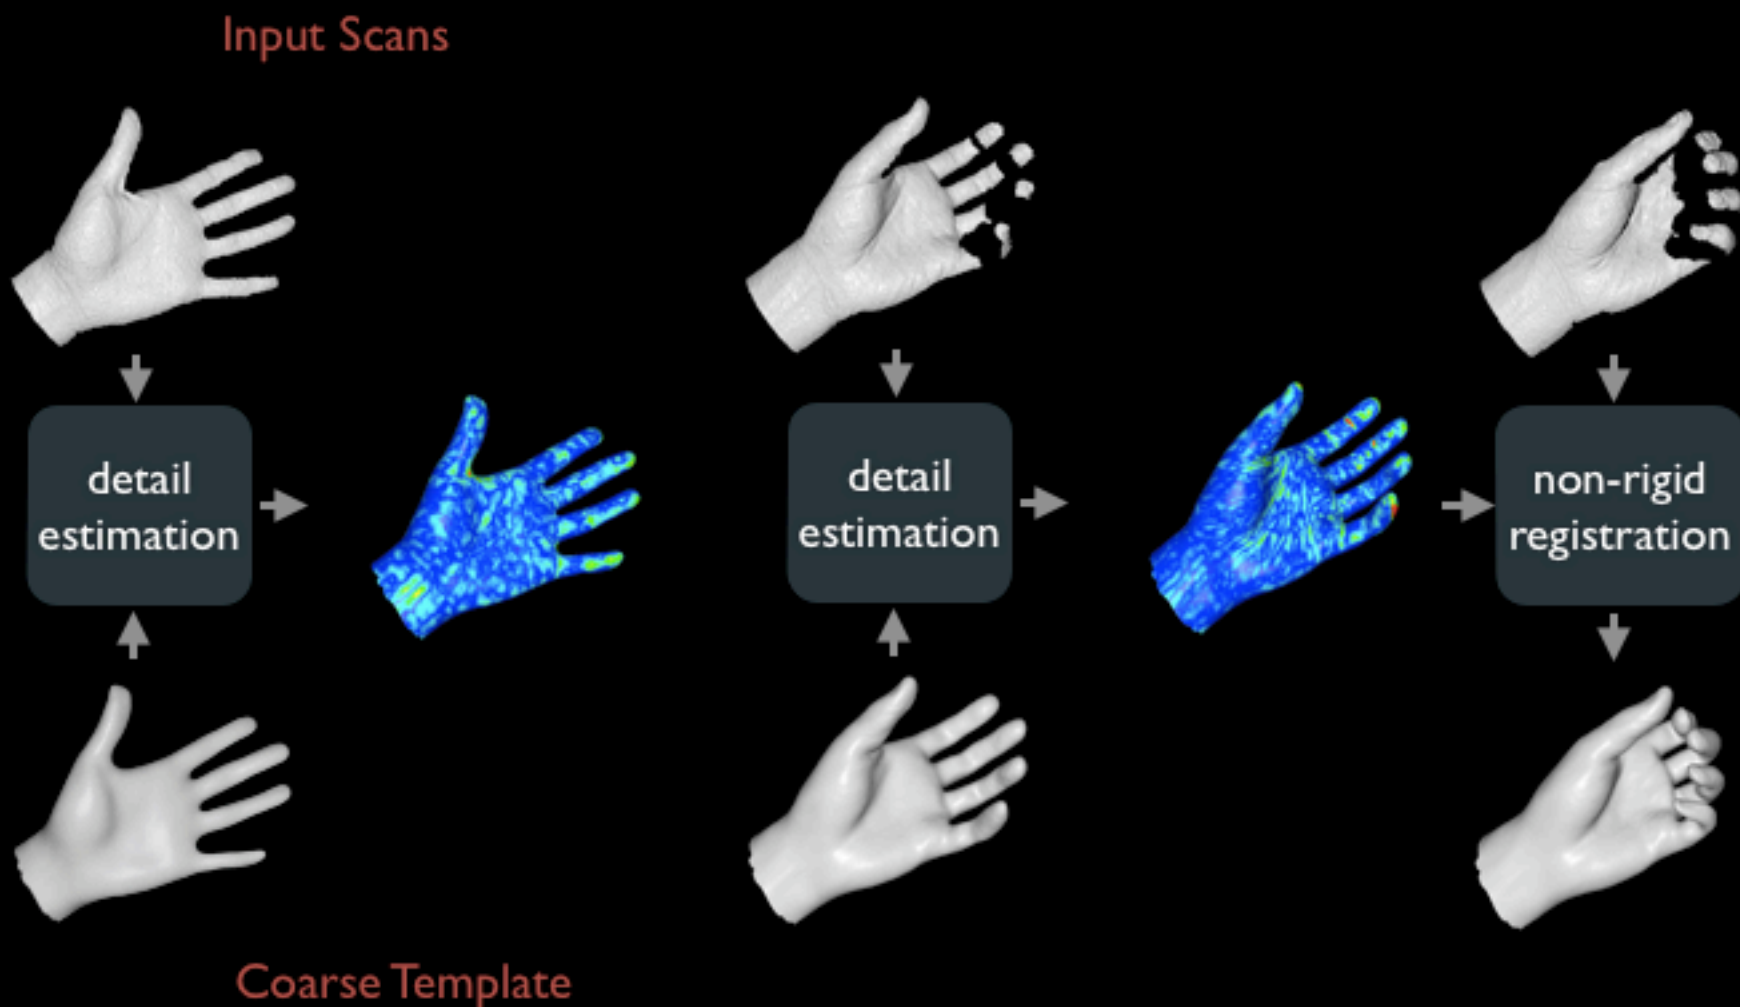 Input Scans
detail
estimation
detail
estimation
non-rigid
registration
Coarse Template